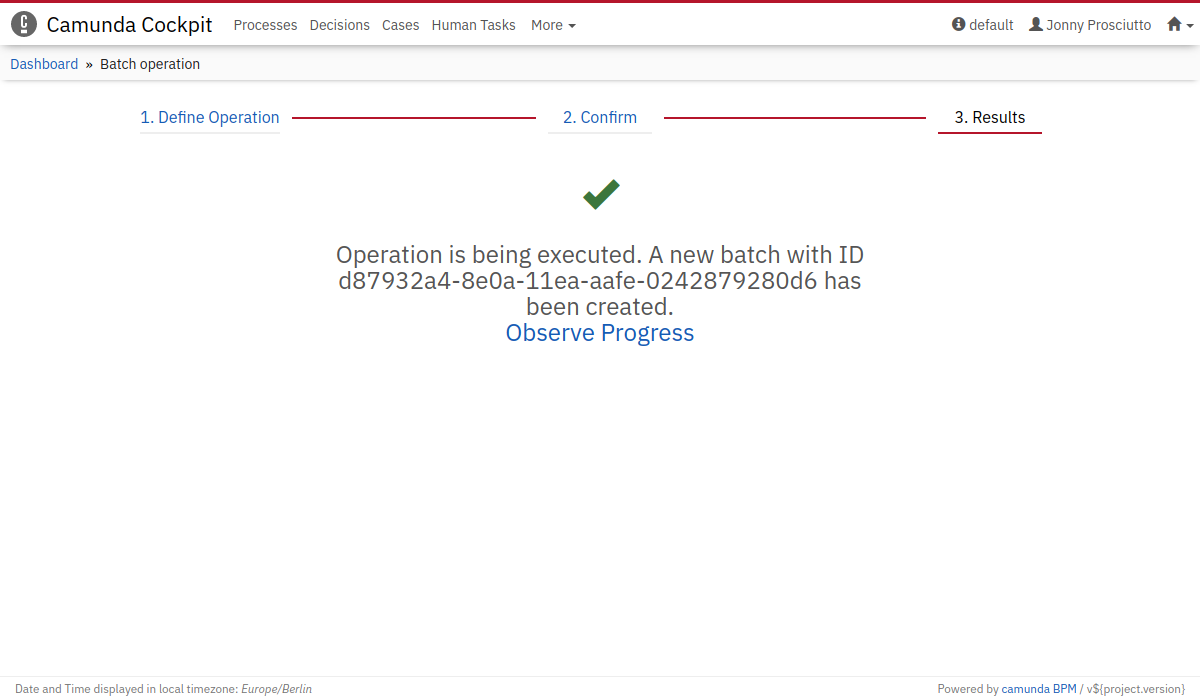 Camunda Cockpit Processes Decisions Cases Human Tasks More default Jonny Prosciutto
Dashboard » Batch operation
1. Define Operation 2. Confirm 3. Results
Operation is being executed. A new batch with ID
d87932a4-8e0a-11ea-aafe-0242879280d6 has
been created.
Observe Progress
Date and Time displayed in local timezone: Europe/Berlin Powered by camunda BPM / v${project.version}